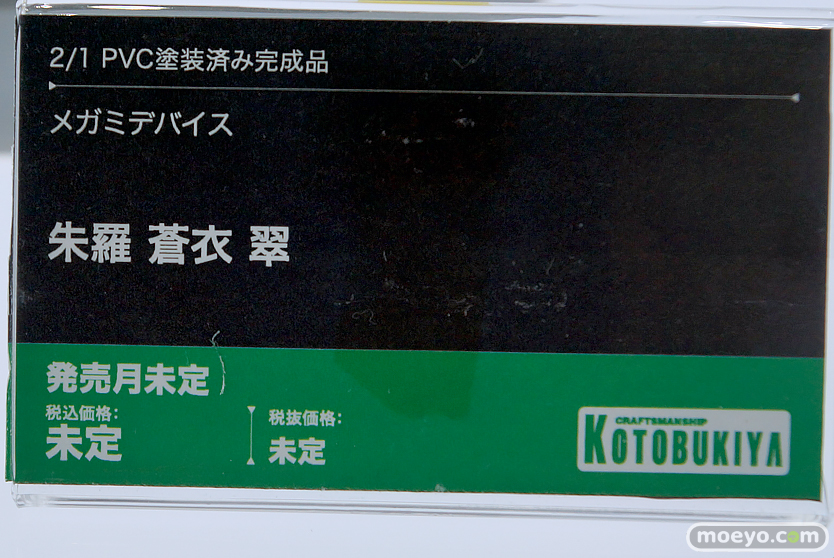 2/1 PVC塗装済み完成品
メガミデバイス
朱羅 蒼衣 翠
発売月未定
税込価格:
未定
税抜価格:
未定
CRAFTSMANSHIP
KOTOBUKIYA
moeyo.com